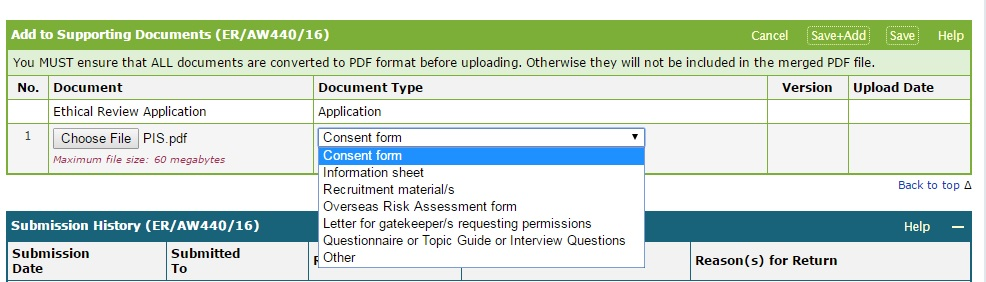 Add to Supporting Documents (ER/AW440/16) Cancel Save+Add Save Help
You MUST ensure that ALL documents are converted to PDF format before uploading. Otherwise they will not be included in the merged PDF file.
No. Document Document Type Version Upload Date
Ethical Review Application Application
1 Choose File PIS.pdf Consent form
Maximum file size: 60 megabytes
Consent form
Information sheet
Recruitment material/s
Overseas Risk Assessment form
Letter for gatekeeper/s requesting permissions
Questionnaire or Topic Guide or Interview Questions
Other
Back to top Δ
Submission History (ER/AW440/16) Help —
Submission Date
Submitted To
Reason(s) for Return